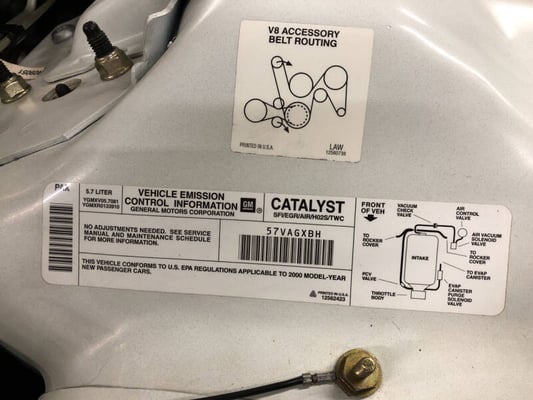 V8 ACCESSORY
BELT ROUTING
PRINTED IN U.S.A.
LAW
12560738
PAA
5.7 LITER
YGMXV05.7081
YGMXR0133910
VEHICLE EMISSION
CONTROL INFORMATION
GENERAL MOTORS CORPORATION
GM
CATALYST
SFI/EGR/AIR/HO2S/TWC
NO ADJUSTMENTS NEEDED. SEE SERVICE
MANUAL AND MAINTENANCE SCHEDULE
FOR MORE INFORMATION.
57VAGXBH
THIS VEHICLE CONFORMS TO U.S. EPA REGULATIONS APPLICABLE TO 2000 MODEL-YEAR
NEW PASSENGER CARS.
PRINTED IN U.S.A.
12562423
FRONT
OF VEH
VACUUM
CHECK
VALVE
AIR
CONTROL
VALVE
AIR VACUUM
SOLENOID
VALVE
TO
ROCKER
COVER
TO
ROCKER
COVER
INTAKE
TO EVAP
CANISTER
PCV
VALVE
THROTTLE
BODY
EVAP
CANISTER
PURGE
SOLENOID
VALVE